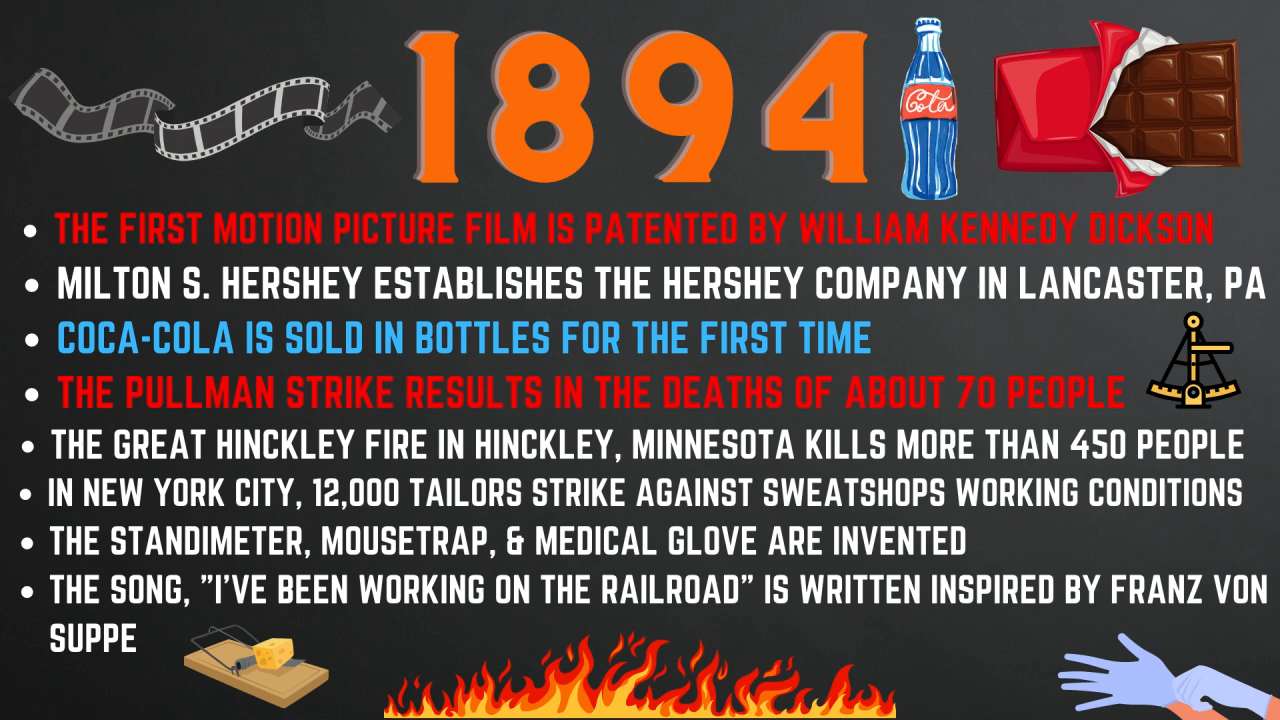 1894
Cola
• THE FIRST MOTION PICTURE FILM IS PATENTED BY WILLIAM KENNEDY DICKSON
• MILTON S. HERSHEY ESTABLISHES THE HERSHEY COMPANY IN LANCASTER, PA
• COCA-COLA IS SOLD IN BOTTLES FOR THE FIRST TIME
• THE PULLMAN STRIKE RESULTS IN THE DEATHS OF ABOUT 70 PEOPLE
• THE GREAT HINCKLEY FIRE IN HINCKLEY, MINNESOTA KILLS MORE THAN 450 PEOPLE
• IN NEW YORK CITY, 12,000 TAILORS STRIKE AGAINST SWEATSHOPS WORKING CONDITIONS
• THE STANDIMETER, MOUSETRAP, & MEDICAL GLOVE ARE INVENTED
• THE SONG, "I'VE BEEN WORKING ON THE RAILROAD" IS WRITTEN INSPIRED BY FRANZ VON
SUPPE